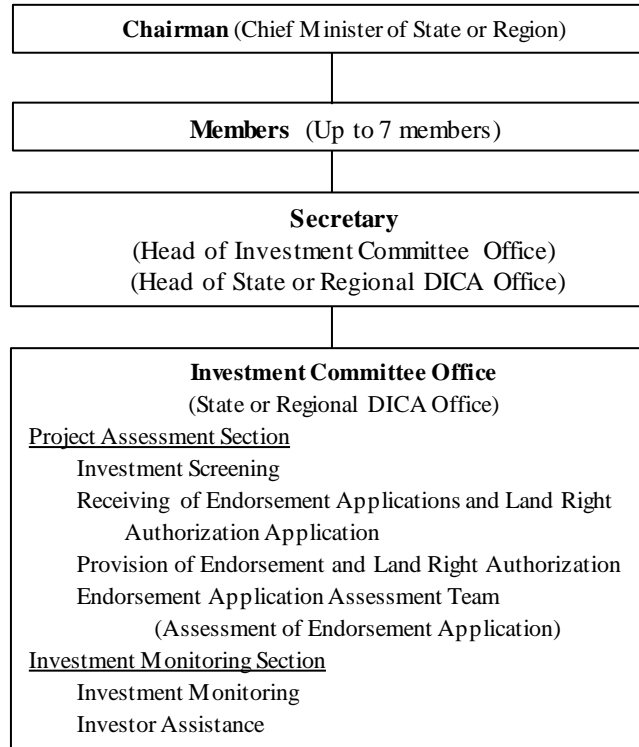 Chairman (Chief Minister of State or Region)
Members (Up to 7 members)
Secretary
(Head of Investment Committee Office)
(Head of State or Regional DICA Office)
Investment Committee Office
(State or Regional DICA Office)
Project Assessment Section
Investment Screening
Receiving of Endorsement Applications and Land Right
Authorization Application
Provision of Endorsement and Land Right Authorization
Endorsement Application Assessment Team
(Assessment of Endorsement Application)
Investment Monitoring Section
Investment Monitoring
Investor Assistance